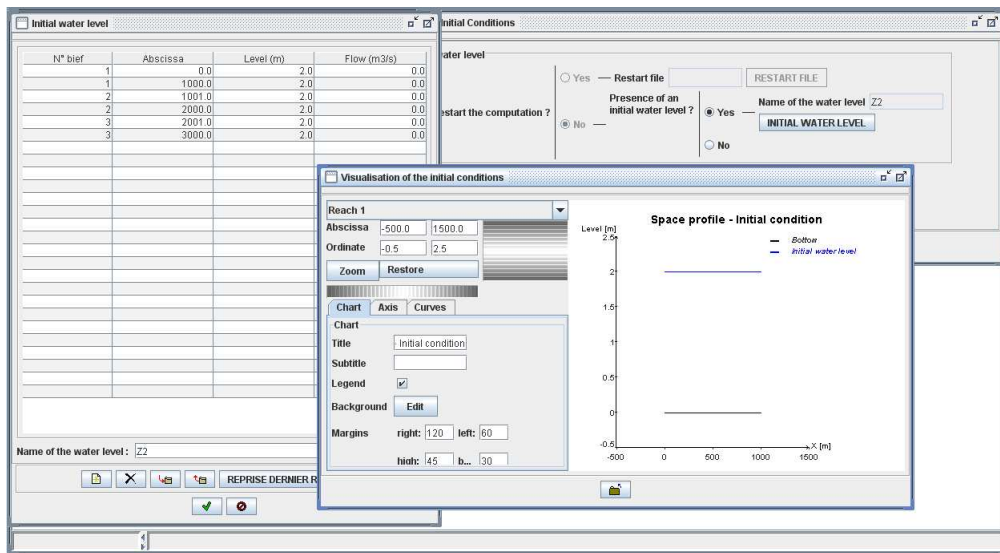 Initial water level
N° bief Abscissa Level (m) Flow (m3/s)
1 0.0 2.0 0.0
1 1000.0 2.0 0.0
2 1001.0 2.0 0.0
2 2000.0 2.0 0.0
3 2001.0 2.0 0.0
3 3000.0 2.0 0.0
Name of the water level : Z2
REPRISE DERNIER R
nitial Conditions
ater level
estart the computation ?
Yes
Restart file
RESTART FILE
No
Presence of an
initial water level ?
Yes
Name of the water level Z2
INITIAL WATER LEVEL
No
Visualisation of the initial conditions
Reach 1
Abscissa -500.0 1500.0
Ordinate -0.5 2.5
Zoom Restore
Chart Axis Curves
Chart
Title - Initial condition
Subtitle
Legend
Background Edit
Margins right: 120 left: 60
high: 45 b... 30
Space profile - Initial condition
Level [m]
Bottow
Initial water level
2.5
2
1.5
1
0.5
0
-0.5
X [m]
-500 0 500 1000 1500